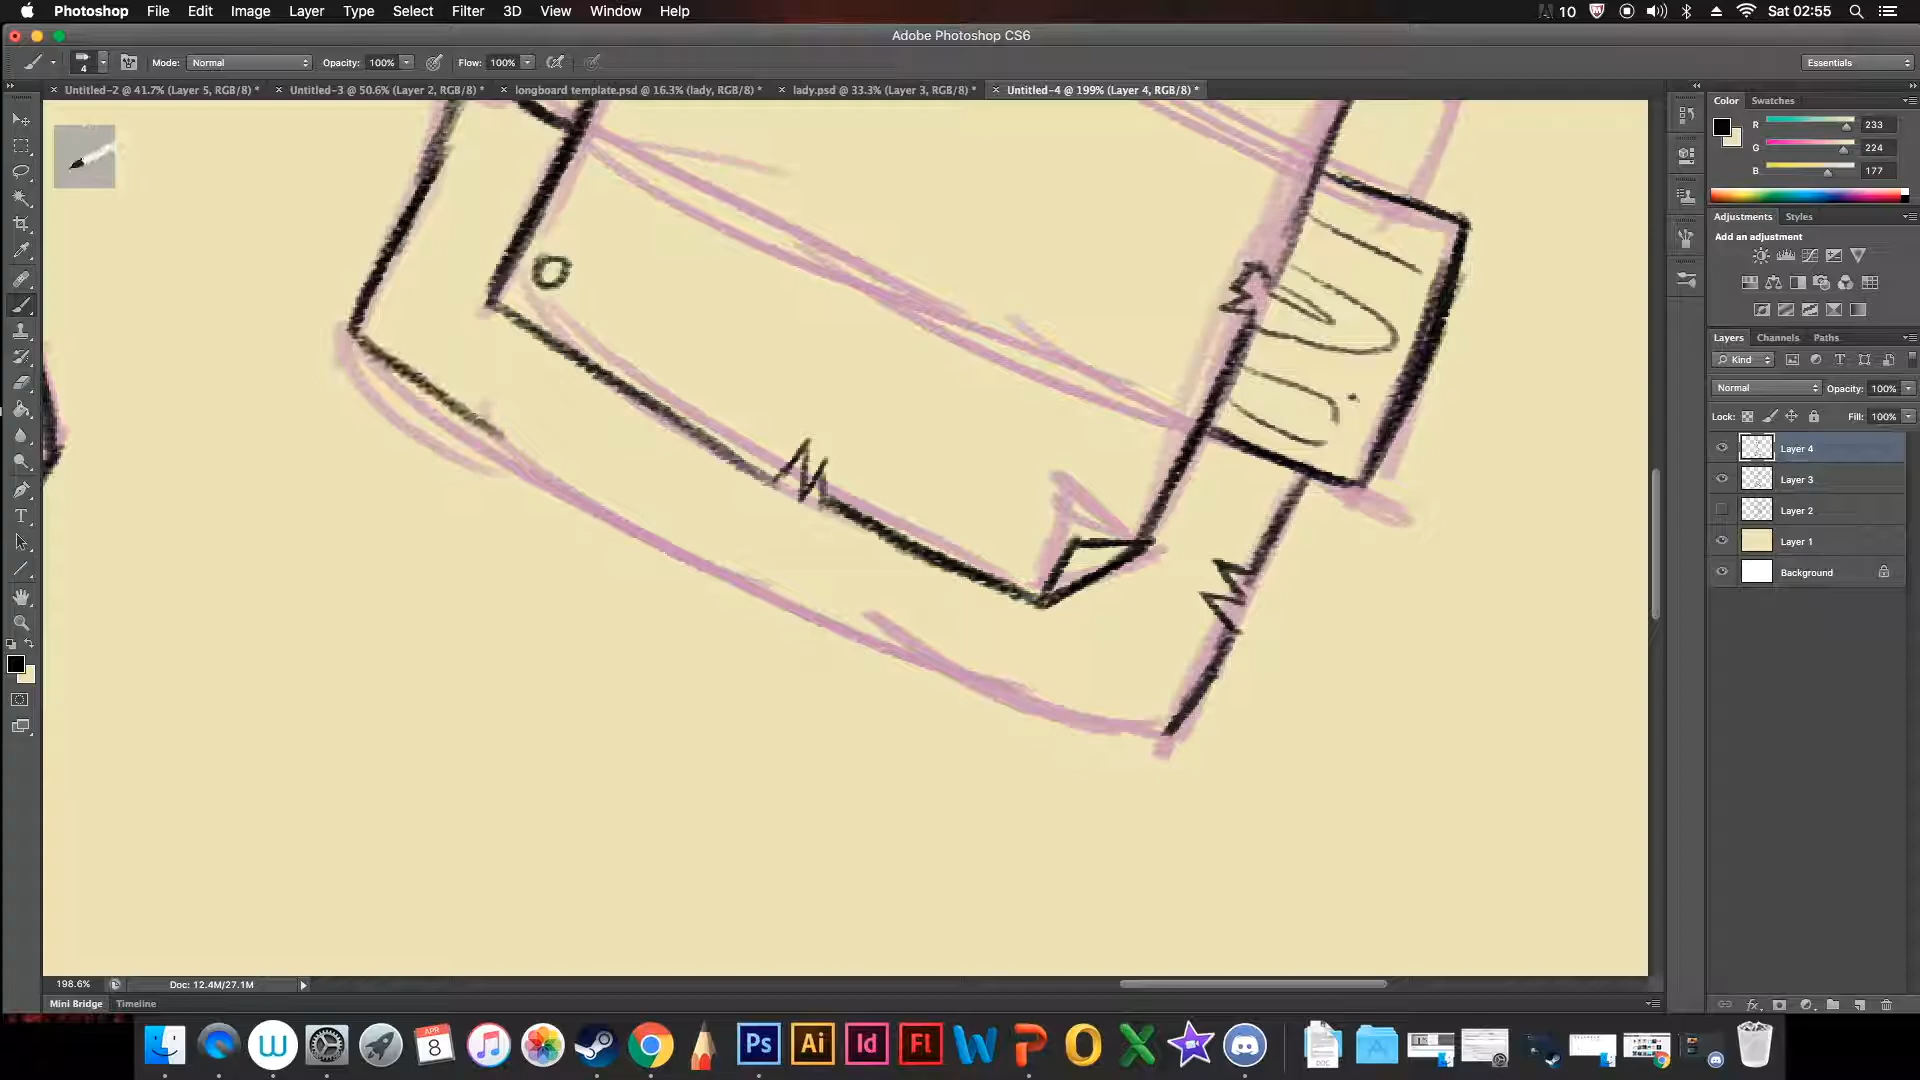 Photoshop File Edit Image Layer Type Select Filter 3D View Window Help 10 Sat 02:55
Adobe Photoshop CS6
4 Mode: Normal Opacity: 100% Flow: 100% Essentials
Untitled-2 @ 41.7% (Layer 5, RGB/8) * Untitled-3 @ 50.6% (Layer 2, RGB/8) * longboard template.psd @ 16.3% (lady, RGB/8) * lady.psd @ 33.3% (Layer 3, RGB/8) * Untitled-4 @ 199% (Layer 4, RGB/8) *
Color Swatches
R 233
G 224
B 177
Adjustments Styles
Add an adjustment
Layers Channels Paths
Kind
Normal Opacity: 100%
Lock: Fill: 100%
Layer 4
Layer 3
Layer 2
Layer 1
Background
198.6% Doc: 12.4M/27.1M
Mini Bridge Timeline
APR
8
Ps Ai Id Fl
DOC